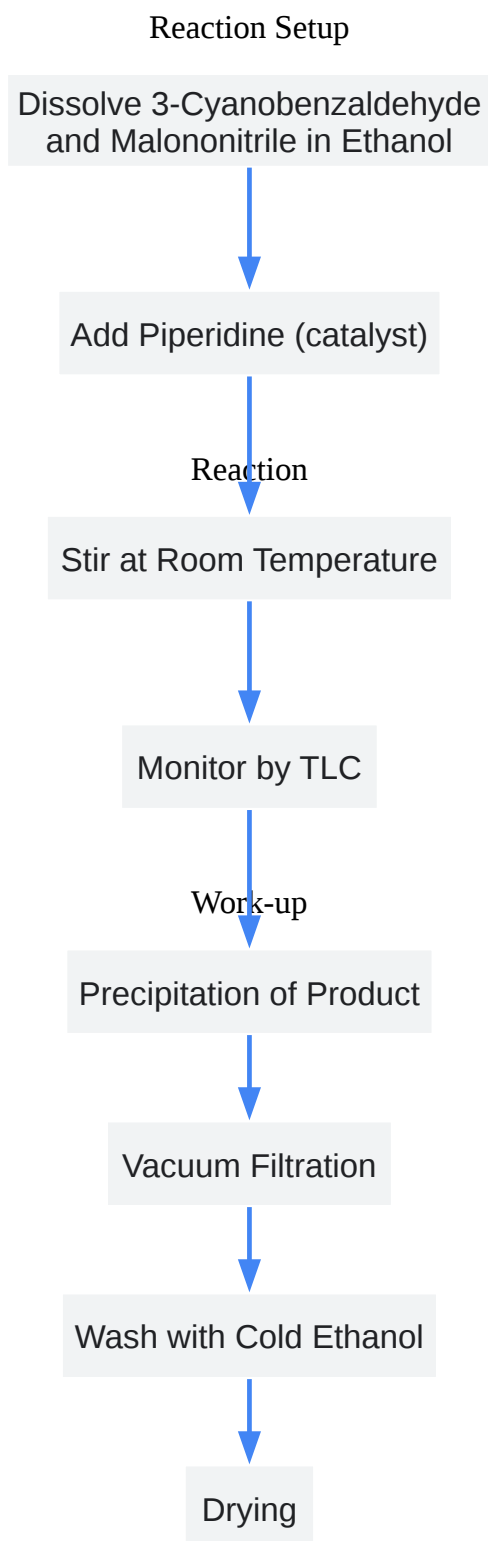 Reaction Setup
Dissolve 3-Cyanobenzaldehyde
and Malononitrile in Ethanol
Add Piperidine (catalyst)
Reaction
Stir at Room Temperature
Monitor by TLC
Work-up
Precipitation of Product
Vacuum Filtration
Wash with Cold Ethanol
Drying